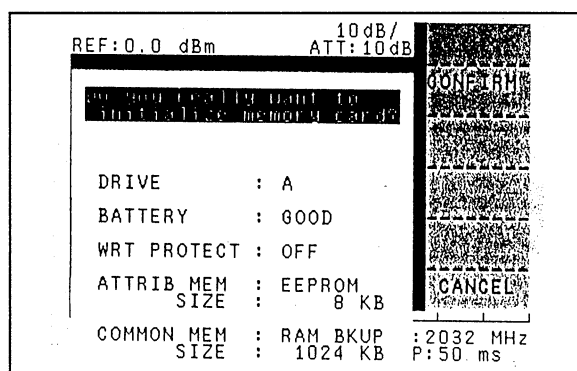 10dB/
REF:0.0 dBm ATT:10dB
CONFIRM
Do you really want to
initialize memory card?
DRIVE : A
BATTERY : GOOD
WRT PROTECT : OFF
ATTRIB MEM : EEPROM
SIZE : 8 KB
CANCEL
COMMON MEM : RAM BKUP
SIZE : 1024 KB
:2032 MHz
P:50 ms